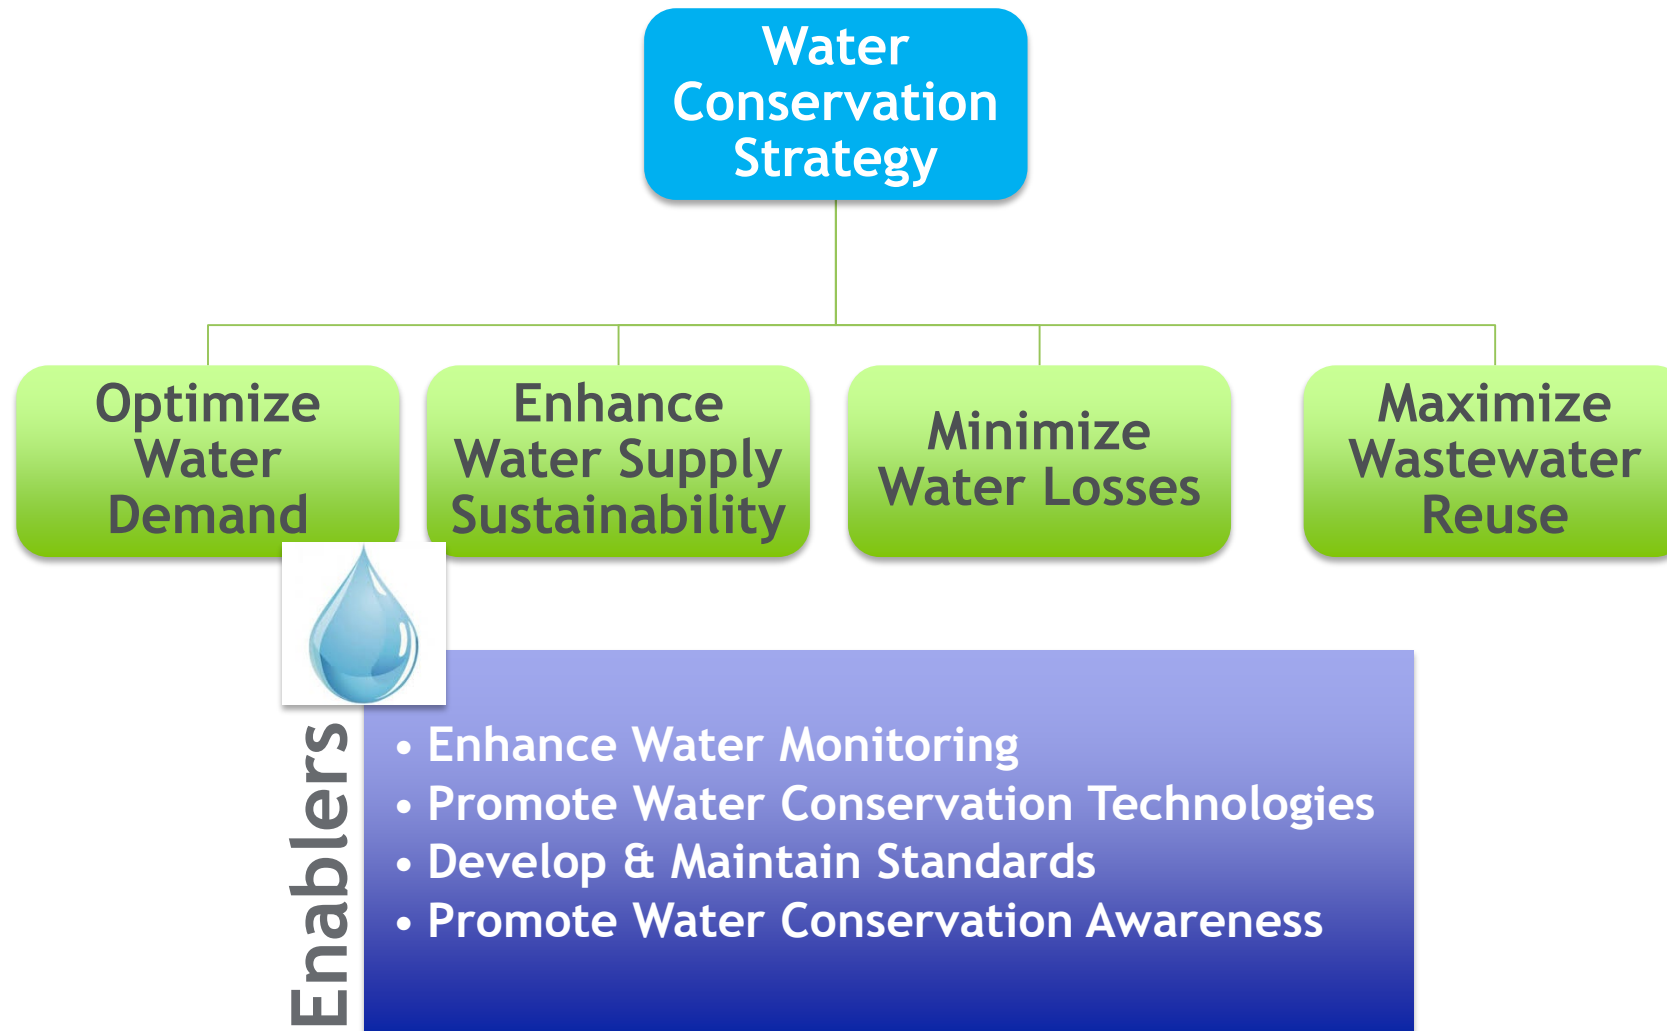 Water
Conservation
Strategy
Optimize
Water
Demand
Enhance
Water Supply
Sustainability
Minimize
Water Losses
Maximize
Wastewater
Reuse
Enablers
• Enhance Water Monitoring
• Promote Water Conservation Technologies
• Develop & Maintain Standards
• Promote Water Conservation Awareness